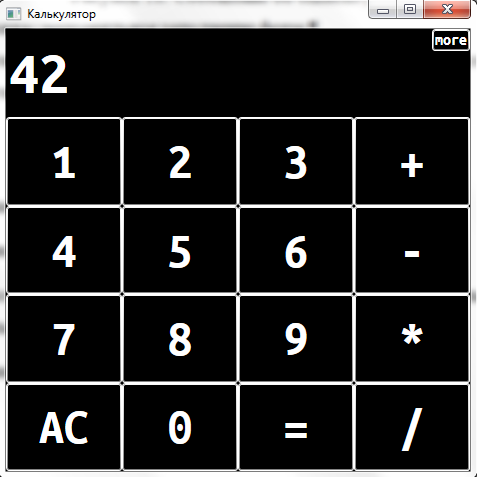 Калькулятор
more
42
1 2 3 +
4 5 6 -
7 8 9 *
AC 0 = /